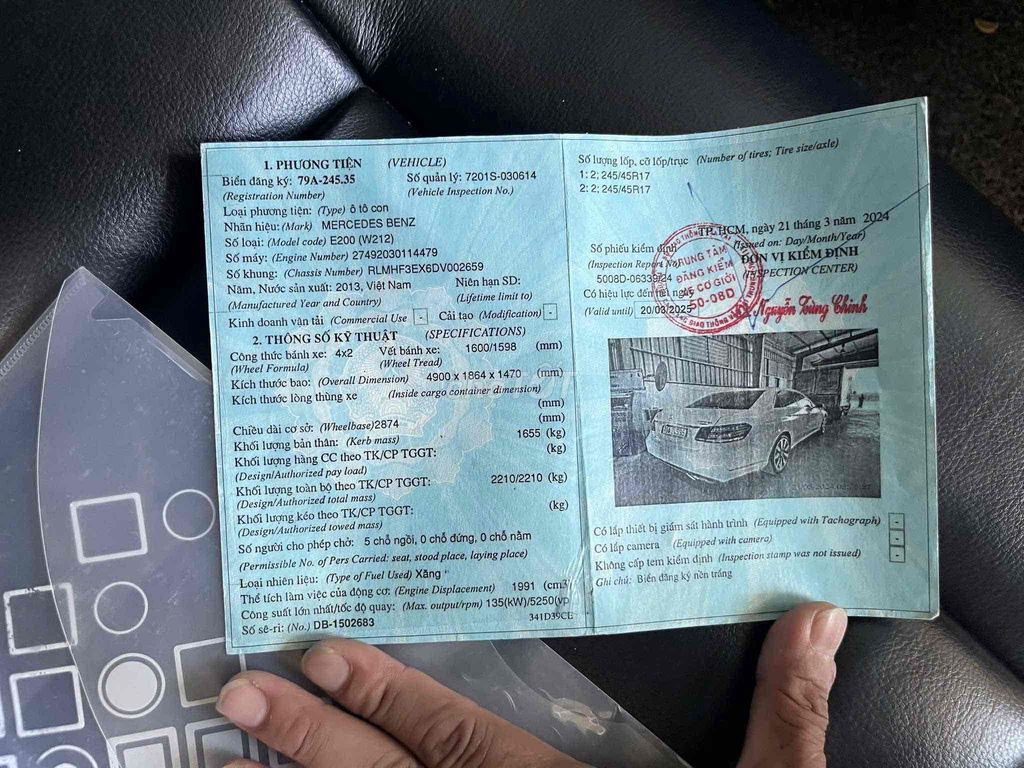 1. PHƯƠNG TIỆN (VEHICLE)
Biển đăng ký: 79A-245.35 Số quản lý: 7201S-030614
(Registration Number) (Vehicle Inspection No.)
Loại phương tiện: (Type) ô tô con
Nhãn hiệu: (Mark) MERCEDES BENZ
Số loại: (Model code) E200 (W212)
Số máy: (Engine Number) 27492030114479
Số khung: (Chassis Number) RLMHF3EX6DV002659
Năm, Nước sản xuất: 2013, Việt Nam Niên hạn SD:
(Manufactured Year and Country) (Lifetime limit to)
Kinh doanh vận tải (Commercial Use - Cải tạo (Modification) -
2. THÔNG SỐ KỸ THUẬT (SPECIFICATIONS)
Công thức bánh xe: 4x2 Vết bánh xe: 1600/1598 (mm)
(Wheel Formula) (Wheel Tread)
Kích thước bao: (Overall Dimension) 4900 x 1864 x 1470 (mm)
Kích thước lòng thùng xe (Inside cargo container dimension)
(mm)
Chiều dài cơ sở: (Wheelbase)2874 (mm)
Khối lượng bản thân: (Kerb mass) 1655 (kg)
Khối lượng hàng CC theo TK/CP TGGT: (kg)
(Design/Authorized pay load)
Khối lượng toàn bộ theo TK/CP TGGT: 2210/2210 (kg)
(Design/Authorized total mass)
Khối lượng kéo theo TK/CP TGGT: (kg)
(Design/Authorized towed mass)
Số người cho phép chở: 5 chỗ ngồi, 0 chỗ đứng, 0 chỗ nằm
(Permissible No. of Pers Carried: seat, stood place, laying place)
Loại nhiên liệu: (Type of Fuel Used) Xăng
Thể tích làm việc của động cơ: (Engine Displacement) 1991 (cm3
Công suất lớn nhất/tốc độ quay: (Max. output/rpm) 135(kW)/5250(vp
341D39CE
Số sê-ri: (No.) DB-1502683
Số lượng lốp, cỡ lốp/trục (Number of tires; Tire size/axle)
1: 2; 245/45R17
2: 2; 245/45R17
TP. HCM, ngày 21 tháng 3 năm 2024
(Issued on: Day/Month/Year)
Số phiếu kiểm định ĐƠN VỊ KIỂM ĐỊNH
(Inspection Report No) (INSPECTION CENTER)
5008D-06339/24
Có hiệu lực đến hết ngày
(Valid until) 20/03/2025
TRUNG TÂM
ĐĂNG KIỂM
XE CƠ GIỚI
50-08D
Nguyễn Tùng Chinh
Có lắp thiết bị giám sát hành trình (Equipped with Tachograph) -
Có lắp camera (Equipped with camera) -
Không cấp tem kiểm định (Inspection stamp was not issued) -
Ghi chú: Biển đăng ký nền trắng